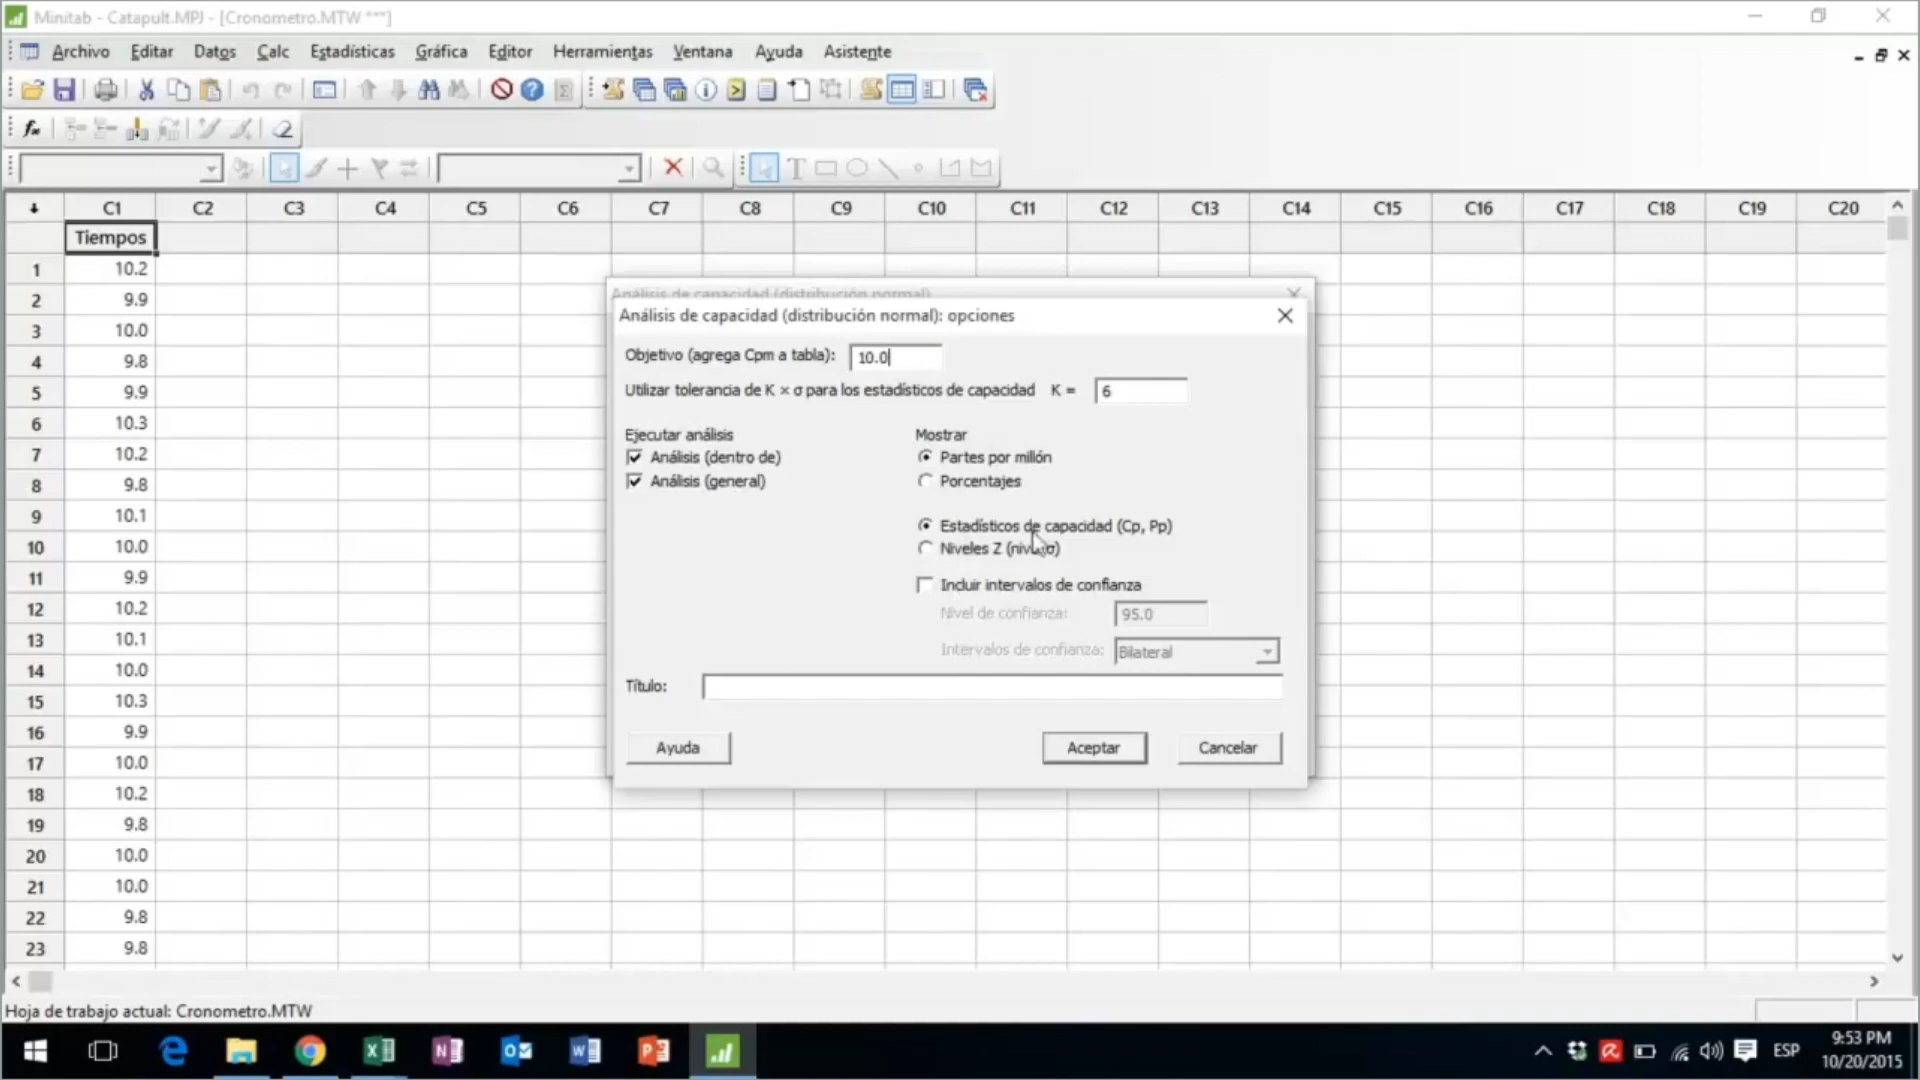 Minitab - Catapult.MPJ - [Cronometro.MTW ***]
Archivo Editar Datos Calc Estadísticas Gráfica Editor Herramientas Ventana Ayuda Asistente
C1 C2 C3 C4 C5 C6 C7 C8 C9 C10 C11 C12 C13 C14 C15 C16 C17 C18 C19 C20
Tiempos
1 10.2
2 9.9
3 10.0
4 9.8
5 9.9
6 10.3
7 10.2
8 9.8
9 10.1
10 10.0
11 9.9
12 10.2
13 10.1
14 10.0
15 10.3
16 9.9
17 10.0
18 10.2
19 9.8
20 10.0
21 10.0
22 9.8
23 9.8
Análisis de capacidad (distribución normal)
Análisis de capacidad (distribución normal): opciones
Objetivo (agrega Cpm a tabla): 10.0
Utilizar tolerancia de K × σ para los estadísticos de capacidad K = 6
Ejecutar análisis Mostrar
Análisis (dentro de) Partes por millón
Análisis (general) Porcentajes
Estadísticos de capacidad (Cp, Pp)
Niveles Z
Incluir intervalos de confianza
Nivel de confianza: 95.0
Intervalos de confianza: Bilateral
Título:
Ayuda Aceptar Cancelar
Hoja de trabajo actual: Cronometro.MTW
ESP
9:53 PM
10/20/2015